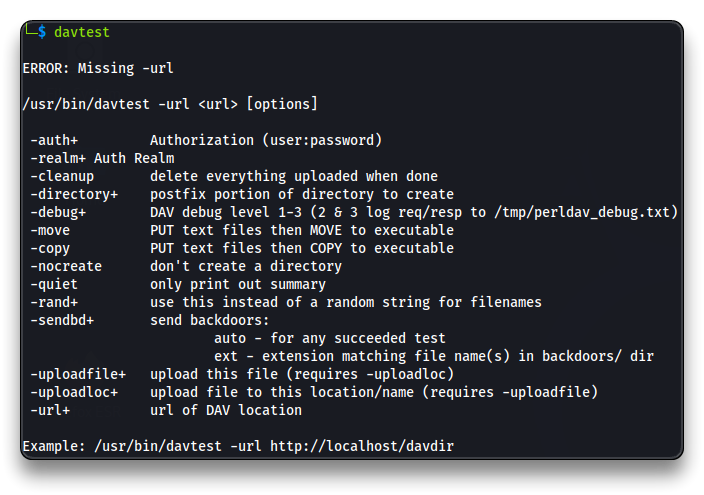 └─$ davtest

ERROR: Missing -url

/usr/bin/davtest -url <url> [options]

 -auth+         Authorization (user:password)
 -realm+ Auth Realm
 -cleanup       delete everything uploaded when done
 -directory+    postfix portion of directory to create
 -debug+        DAV debug level 1-3 (2 & 3 log req/resp to /tmp/perldav_debug.txt)
 -move          PUT text files then MOVE to executable
 -copy          PUT text files then COPY to executable
 -nocreate      don't create a directory
 -quiet         only print out summary
 -rand+         use this instead of a random string for filenames
 -sendbd+       send backdoors:
                        auto - for any succeeded test
                        ext - extension matching file name(s) in backdoors/ dir
 -uploadfile+   upload this file (requires -uploadloc)
 -uploadloc+    upload file to this location/name (requires -uploadfile)
 -url+          url of DAV location

Example: /usr/bin/davtest -url http://localhost/davdir